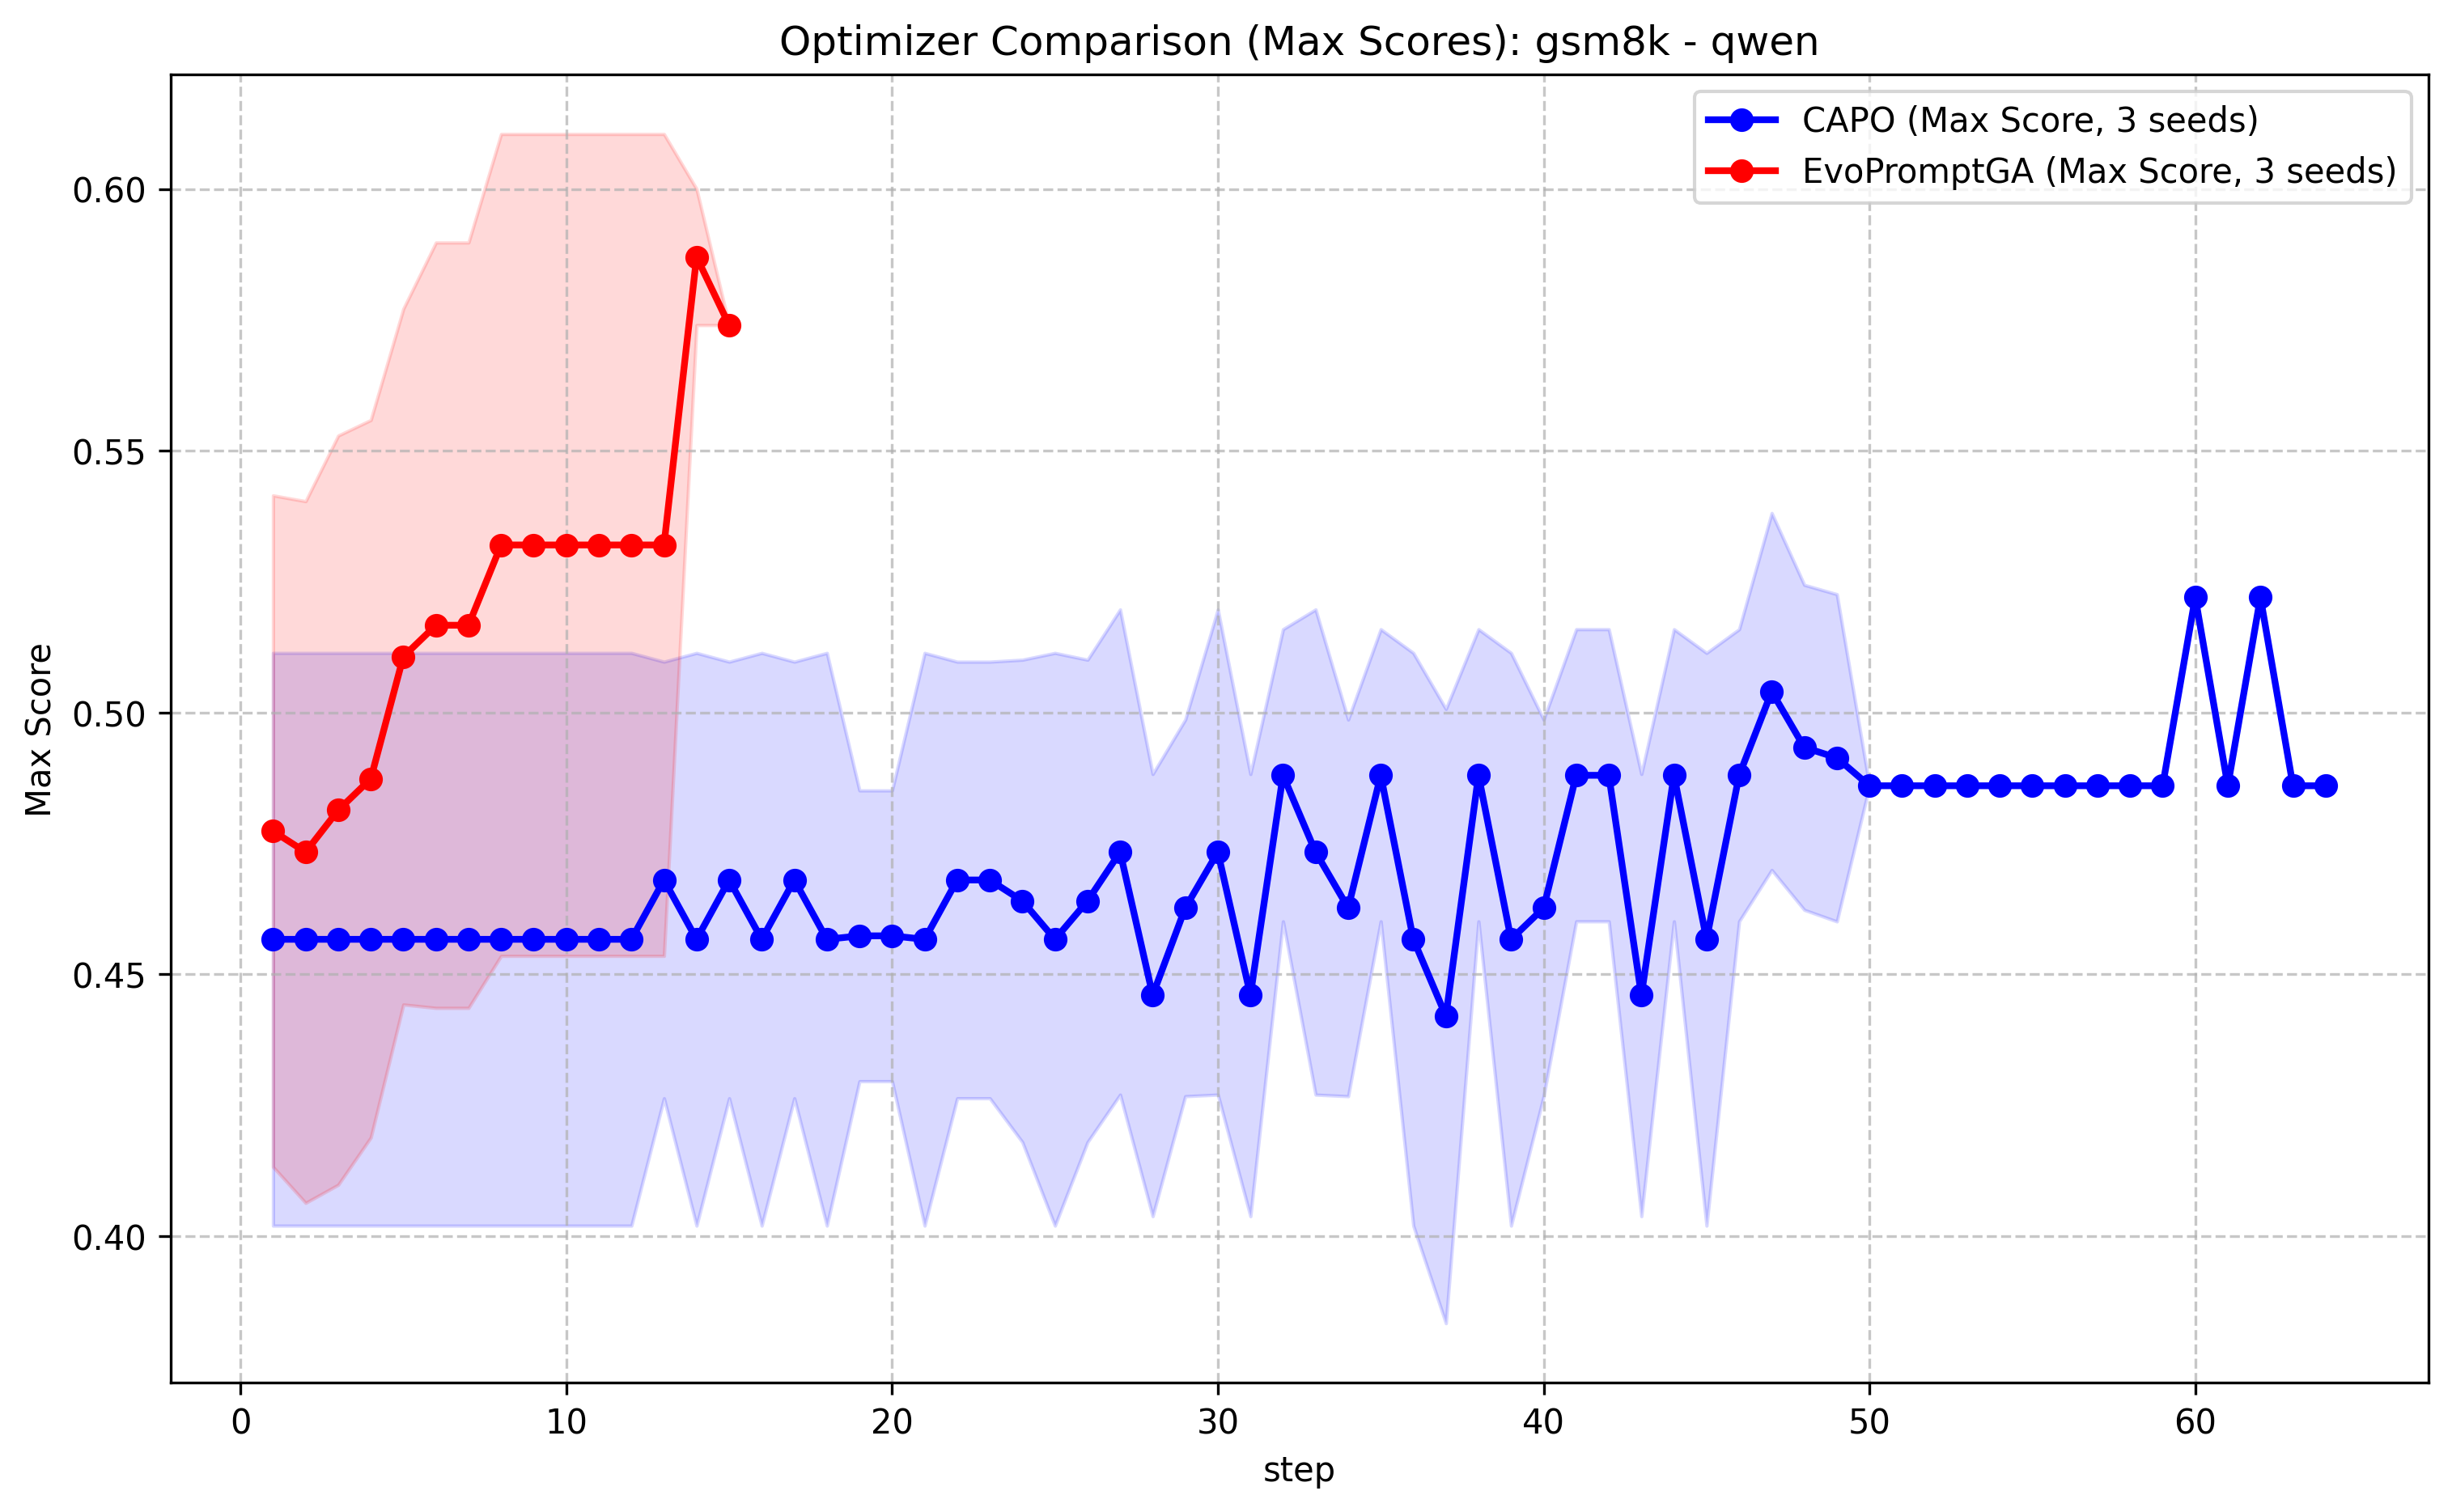 Optimizer Comparison (Max Scores): gsm8k - qwen
CAPO (Max Score, 3 seeds)
EvoPromptGA (Max Score, 3 seeds)
Max Score
0.60
0.55
0.50
0.45
0.40
0 10 20 30 40 50 60
step